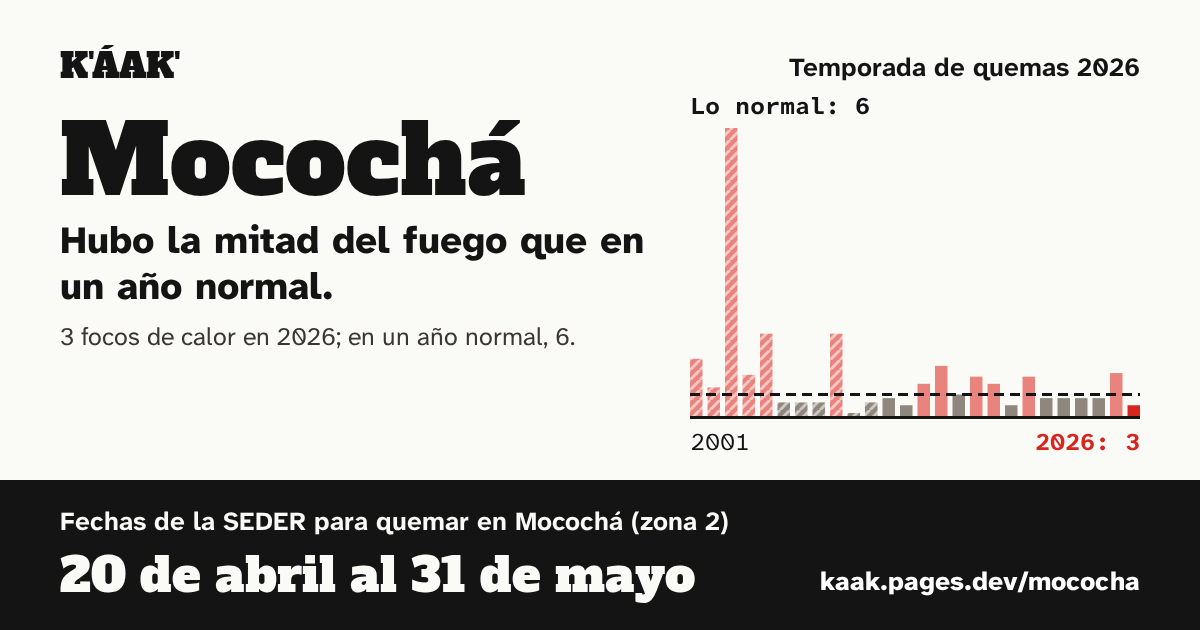 K'ÁAK'
Mocochá
Hubo la mitad del fuego que en
un año normal.
3 focos de calor en 2026; en un año normal, 6.
Temporada de quemas 2026
Lo normal: 6
2001
2026: 3
Fechas de la SEDER para quemar en Mocochá (zona 2)
20 de abril al 31 de mayo
kaak.pages.dev/mococha